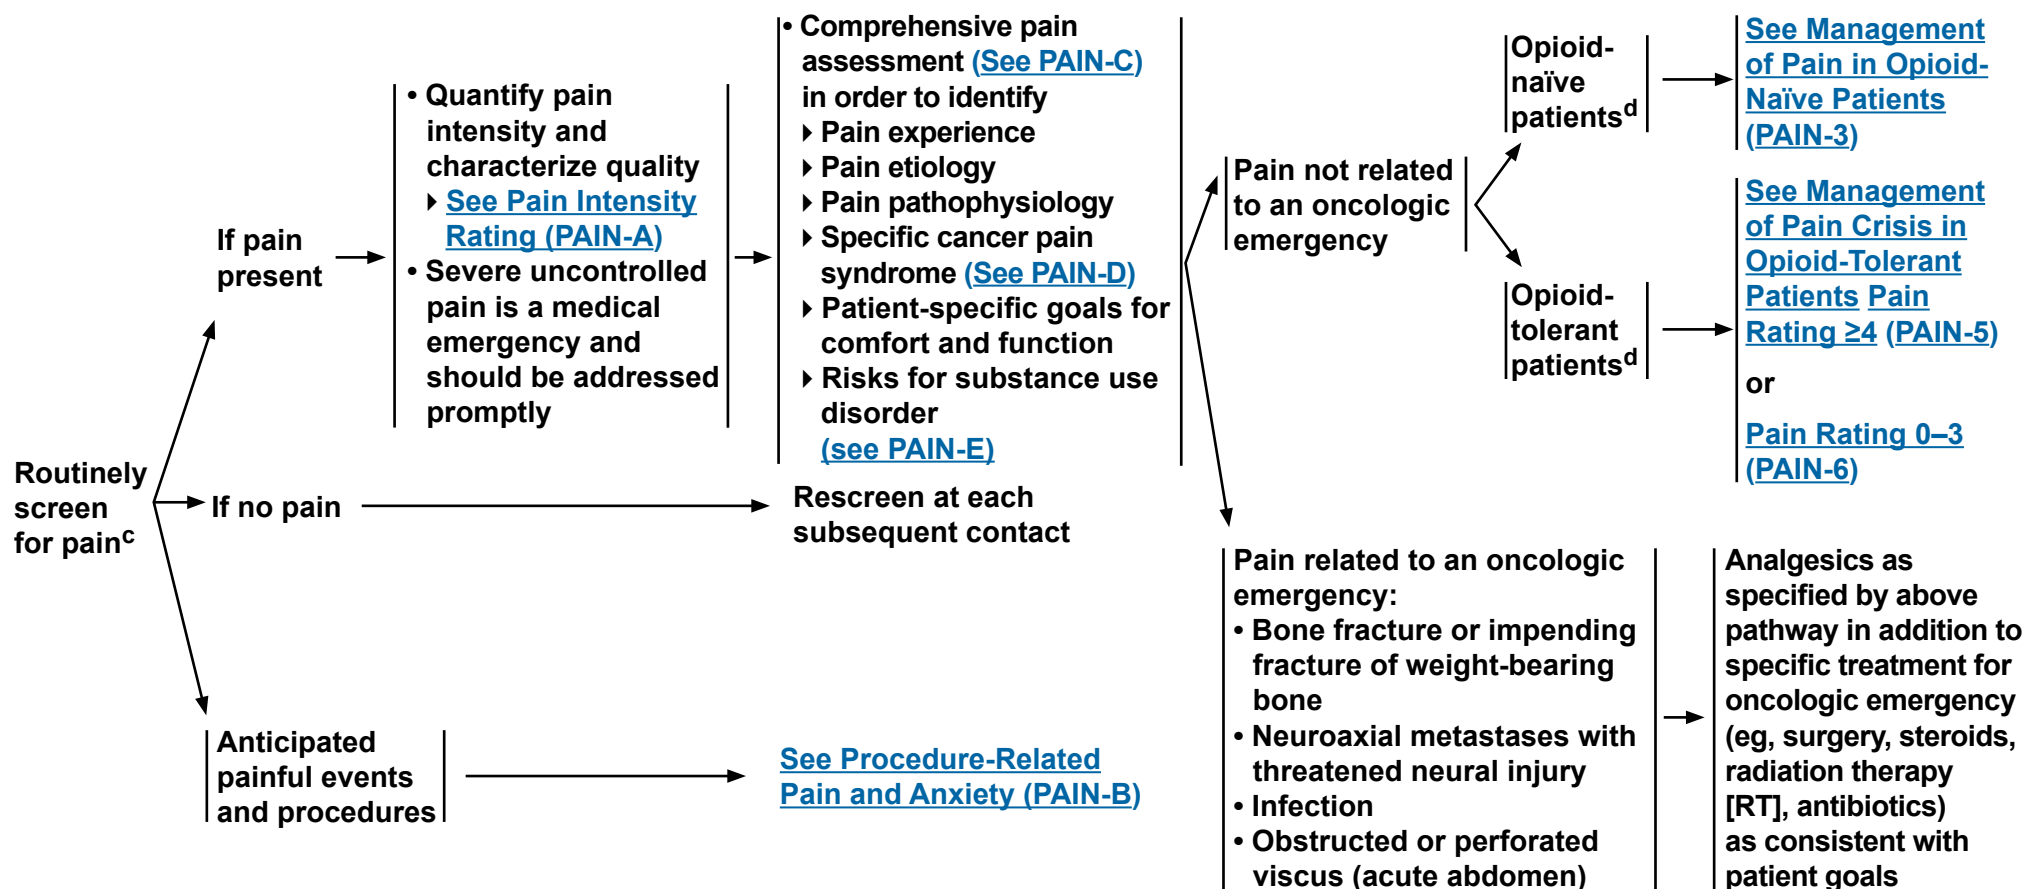 Routinely
screen
for painᶜ
If pain
present
• Quantify pain
intensity and
characterize quality
▸ See Pain Intensity
Rating (PAIN-A)
• Severe uncontrolled
pain is a medical
emergency and
should be addressed
promptly
• Comprehensive pain
assessment (See PAIN-C)
in order to identify
▸ Pain experience
▸ Pain etiology
▸ Pain pathophysiology
▸ Specific cancer pain
syndrome (See PAIN-D)
▸ Patient-specific goals for
comfort and function
▸ Risks for substance use
disorder
(see PAIN-E)
Pain not related
to an oncologic
emergency
Opioid-
naïve
patientsᵈ
See Management
of Pain in Opioid-
Naïve Patients
(PAIN-3)
Opioid-
tolerant
patientsᵈ
See Management
of Pain Crisis in
Opioid-Tolerant
Patients Pain
Rating ≥4 (PAIN-5)
or
Pain Rating 0–3
(PAIN-6)
If no pain
Rescreen at each
subsequent contact
Pain related to an oncologic
emergency:
• Bone fracture or impending
fracture of weight-bearing
bone
• Neuroaxial metastases with
threatened neural injury
• Infection
• Obstructed or perforated
viscus (acute abdomen)
Analgesics as
specified by above
pathway in addition to
specific treatment for
oncologic emergency
(eg, surgery, steroids,
radiation therapy
[RT], antibiotics)
as consistent with
patient goals
Anticipated
painful events
and procedures
See Procedure-Related
Pain and Anxiety (PAIN-B)